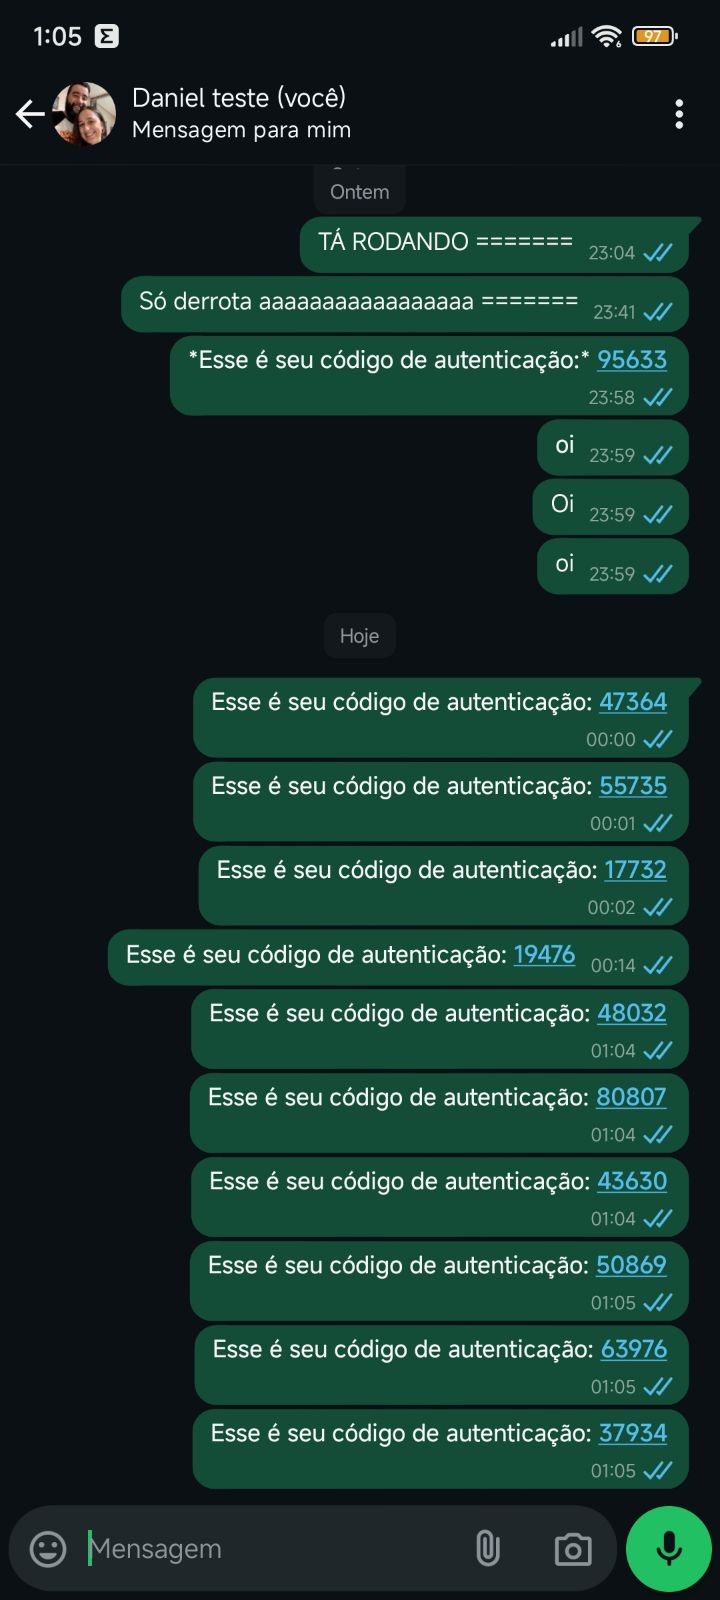 1:05 Σ 6 97
Daniel teste (você)
Mensagem para mim
Ontem
TÁ RODANDO ======= 23:04
Só derrota aaaaaaaaaaaaaaaaa ======= 23:41
*Esse é seu código de autenticação:* 95633
23:58
oi 23:59
Oi 23:59
oi 23:59
Hoje
Esse é seu código de autenticação: 47364
00:00
Esse é seu código de autenticação: 55735
00:01
Esse é seu código de autenticação: 17732
00:02
Esse é seu código de autenticação: 19476 00:14
Esse é seu código de autenticação: 48032
01:04
Esse é seu código de autenticação: 80807
01:04
Esse é seu código de autenticação: 43630
01:04
Esse é seu código de autenticação: 50869
01:05
Esse é seu código de autenticação: 63976
01:05
Esse é seu código de autenticação: 37934
01:05
Mensagem